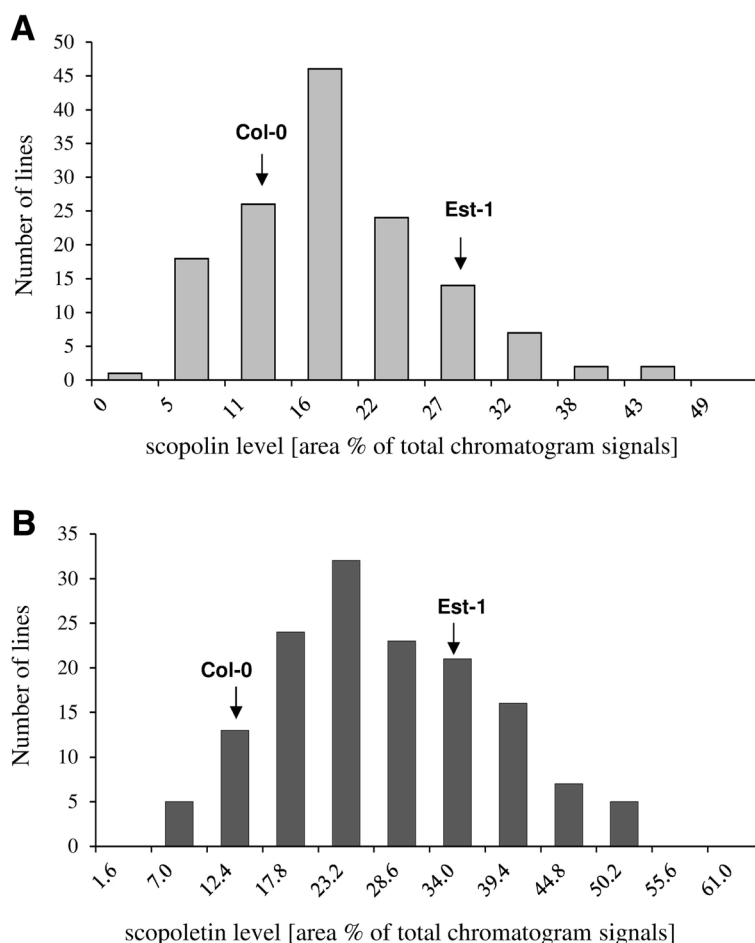 A
50
45
40
35
30
25
20
15
10
5
0
Number of lines
Col-0
Est-1
0 5 11 16 22 27 32 38 43 49
scopolin level [area % of total chromatogram signals]
B
35
30
25
20
15
10
5
0
Number of lines
Est-1
Col-0
1.6 7.0 12.4 17.8 23.2 28.6 34.0 39.4 44.8 50.2 55.6 61.0
scopoletin level [area % of total chromatogram signals]